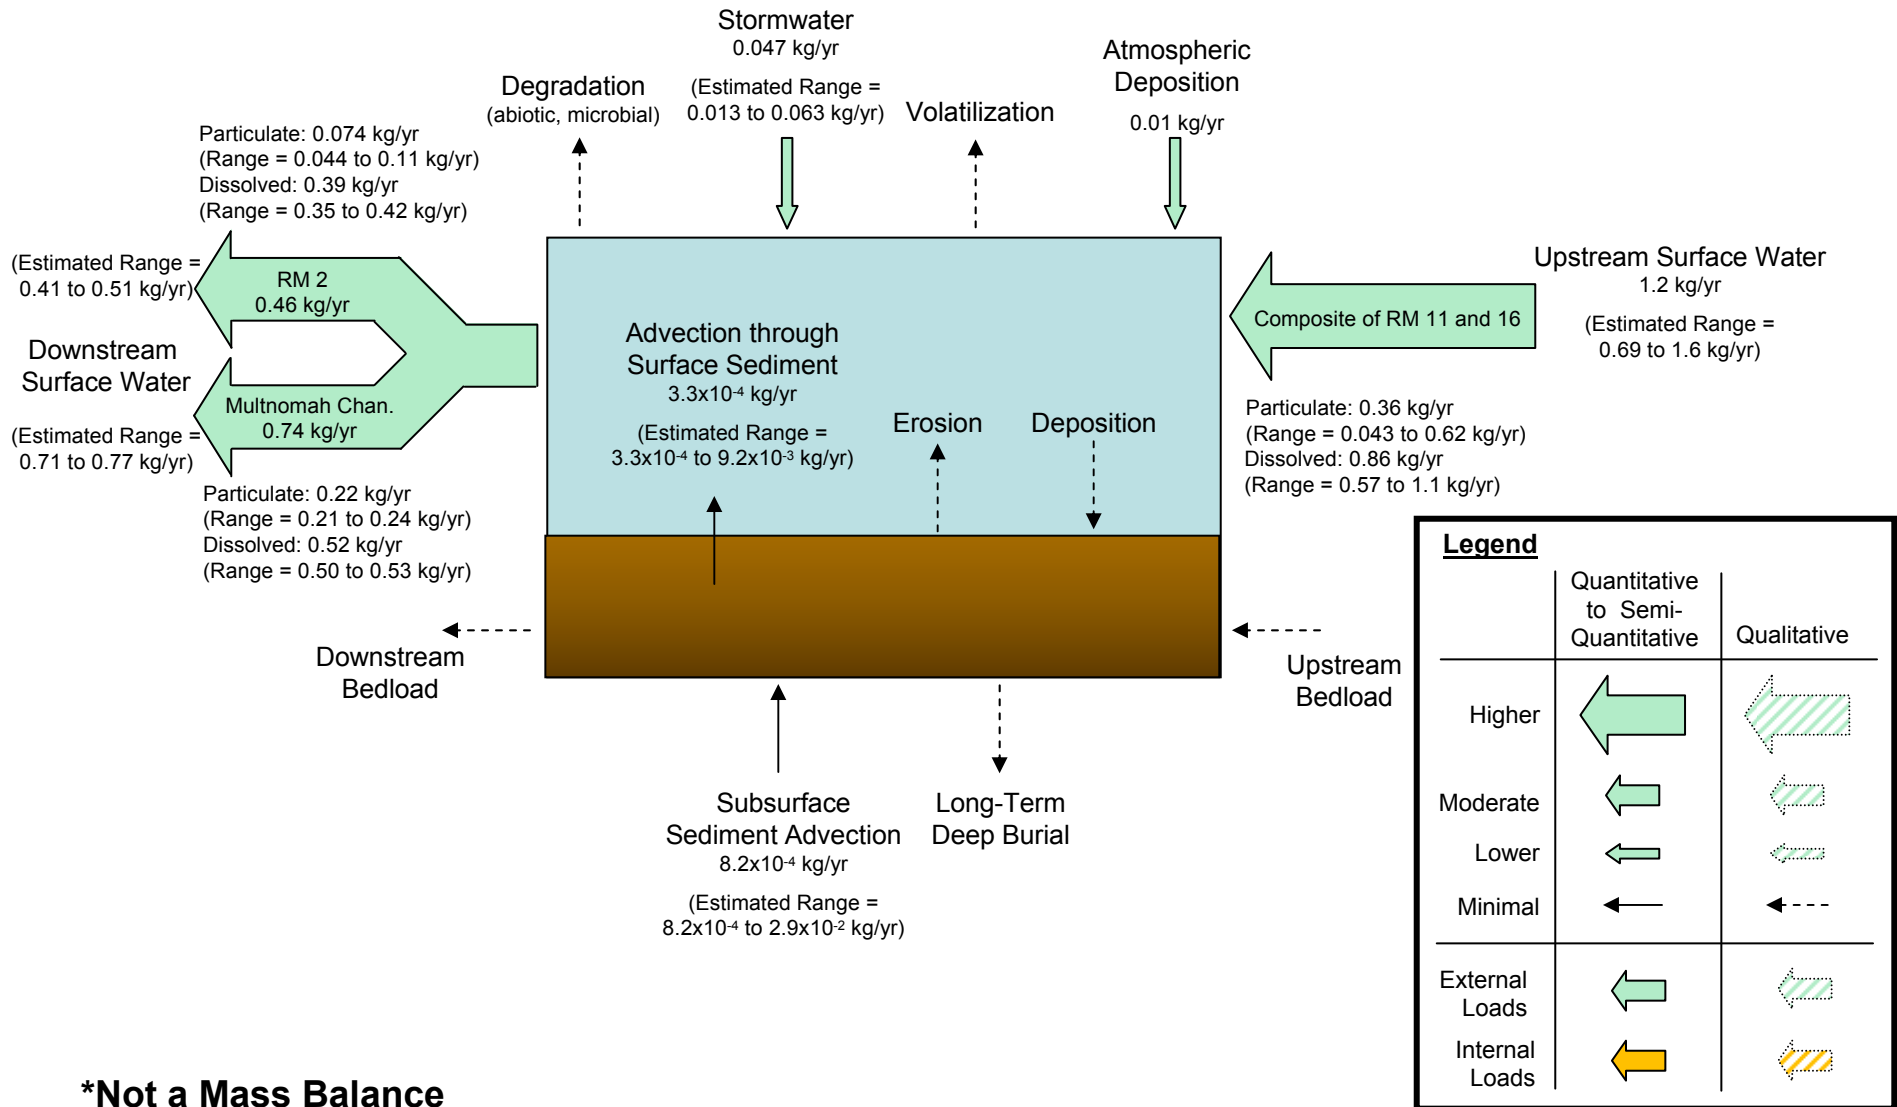 Stormwater
0.047 kg/yr
(Estimated Range =
0.013 to 0.063 kg/yr)
Atmospheric
Deposition
0.01 kg/yr
Degradation
(abiotic, microbial)
Volatilization
Particulate: 0.074 kg/yr
(Range = 0.044 to 0.11 kg/yr)
Dissolved: 0.39 kg/yr
(Range = 0.35 to 0.42 kg/yr)
(Estimated Range =
0.41 to 0.51 kg/yr)
RM 2
0.46 kg/yr
Downstream
Surface Water
Multnomah Chan.
0.74 kg/yr
(Estimated Range =
0.71 to 0.77 kg/yr)
Particulate: 0.22 kg/yr
(Range = 0.21 to 0.24 kg/yr)
Dissolved: 0.52 kg/yr
(Range = 0.50 to 0.53 kg/yr)
Advection through
Surface Sediment
3.3x10-4 kg/yr
(Estimated Range =
3.3x10-4 to 9.2x10-3 kg/yr)
Erosion
Deposition
Composite of RM 11 and 16
Upstream Surface Water
1.2 kg/yr
(Estimated Range =
0.69 to 1.6 kg/yr)
Particulate: 0.36 kg/yr
(Range = 0.043 to 0.62 kg/yr)
Dissolved: 0.86 kg/yr
(Range = 0.57 to 1.1 kg/yr)
Downstream
Bedload
Upstream
Bedload
Subsurface
Sediment Advection
8.2x10-4 kg/yr
(Estimated Range =
8.2x10-4 to 2.9x10-2 kg/yr)
Long-Term
Deep Burial
Legend
Quantitative
to Semi-
Quantitative
Qualitative
Higher
Moderate
Lower
Minimal
External
Loads
Internal
Loads
*Not a Mass Balance